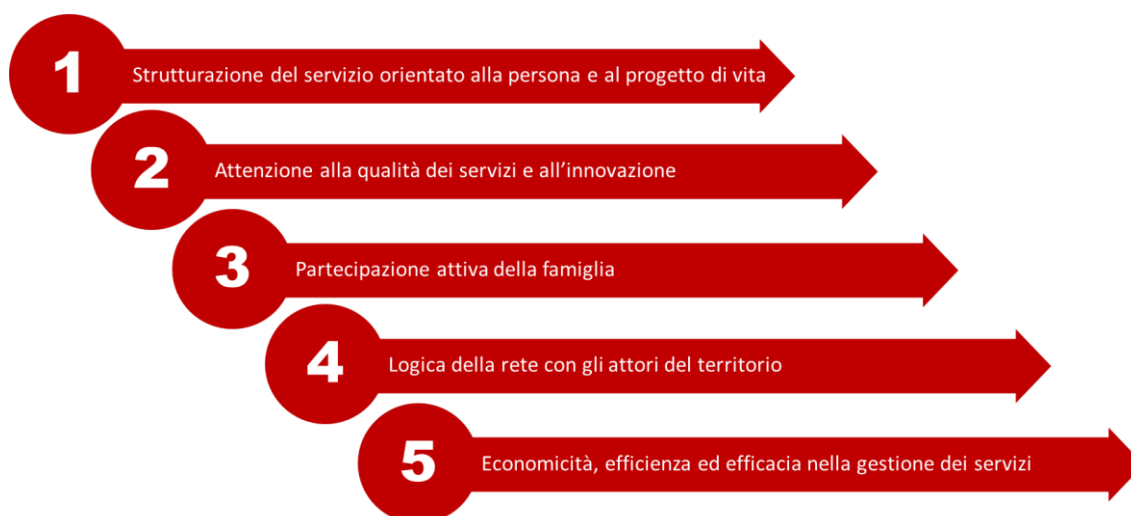 1 Strutturazione del servizio orientato alla persona e al progetto di vita
2 Attenzione alla qualità dei servizi e all’innovazione
3 Partecipazione attiva della famiglia
4 Logica della rete con gli attori del territorio
5 Economicità, efficienza ed efficacia nella gestione dei servizi